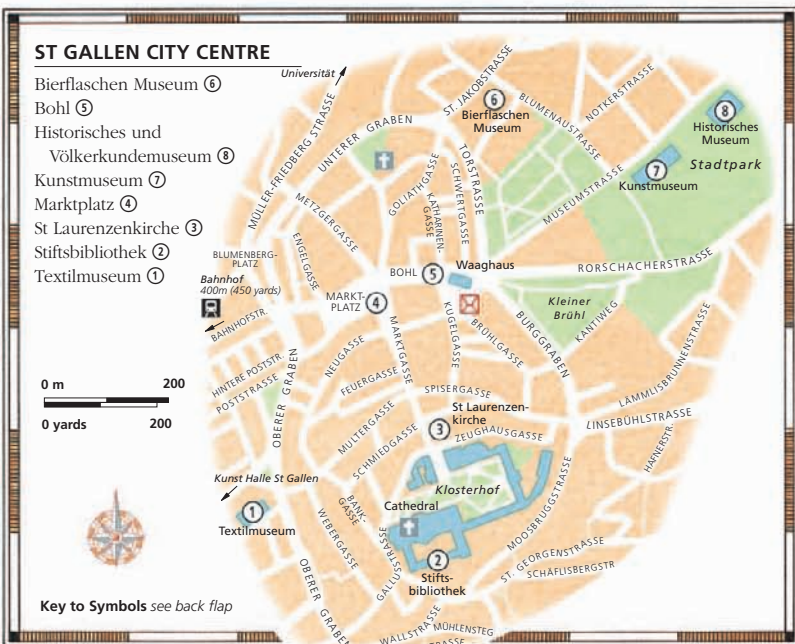 ST GALLEN CITY CENTRE
Bierflaschen Museum ⑥
Bohl ⑤
Historisches und
Völkerkundemuseum ⑧
Kunstmuseum ⑦
Marktplatz ④
St Laurenzenkirche ③
Stiftsbibliothek ②
Textilmuseum ①
Universität
MÜLLER-FRIEDBERG STRASSE
UNTERER GRABEN
ST. JAKOBSTRASSE
⑥
Bierflaschen
Museum
BLUMENAUSTRASSE
NOTKERSTRASSE
⑧
Historisches
Museum
Stadtpark
⑦
Kunstmuseum
MUSEUMSTRASSE
TORSTRASSE
SCHWERTGASSE
GOLIATHGASSE
KATHARINEN-
GASSE
METZGERGASSE
ENGELGASSE
BLUMENBERG-
PLATZ
Bahnhof
400m (450 yards)
BAHNHOFSTR.
BOHL ⑤
Waaghaus
RORSCHACHERSTRASSE
MARKT-
PLATZ ④
Kleiner
Brühl
KANTIWEG
BURGGRABEN
BRÜHLGASSE
KUGELGASSE
MARKTGASSE
NEUGASSE
FEUERGASSE
HINTERE POSTSTR.
POSTSTRASSE
OBERER GRABEN
SPISERGASSE
LÄMMLISBRUNNENSTRASSE
LINSEBÜHLSTRASSE
HAFNERSTR.
0 m 200
0 yards 200
St Laurenzen-
kirche
③
ZEUGHAUSGASSE
MULTERGASSE
SCHMIEDGASSE
Kunst Halle St Gallen
①
Textilmuseum
Klosterhof
Cathedral
BANK-
GASSE
WEBERGASSE
GALLUSSTRASSE
MOOSBRUGGSTRASSE
②
Stifts-
bibliothek
ST. GEORGENSTRASSE
SCHÄFLISBERGSTR
OBERER GRABEN
WALLSTRASSE
MÜHLENSTEG
Key to Symbols see back flap